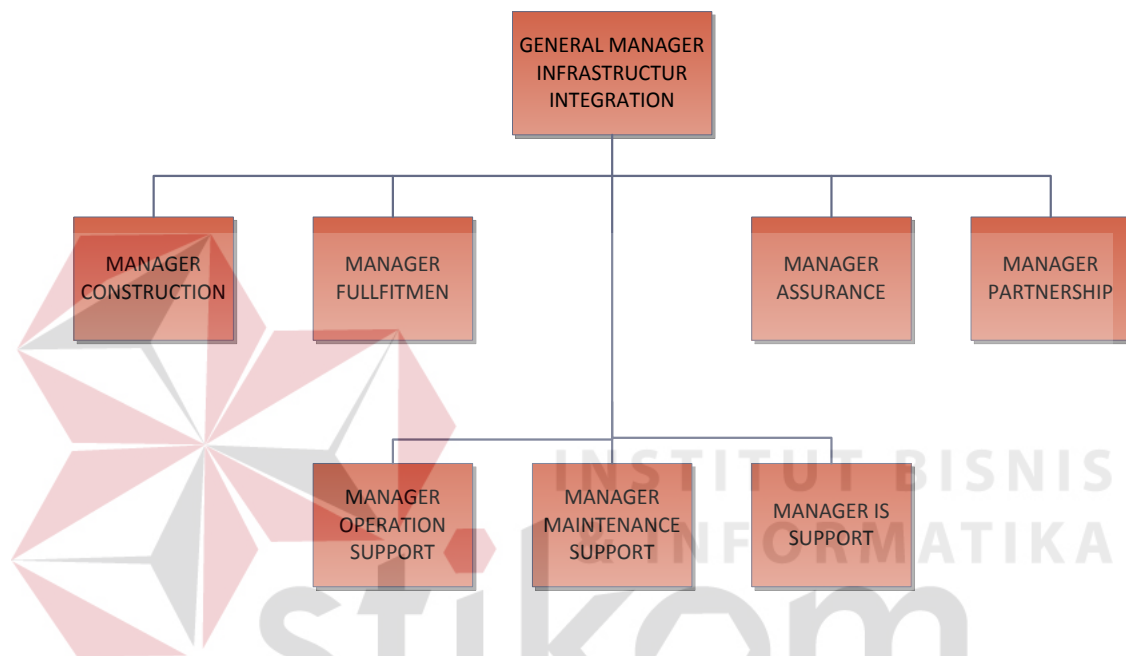 GENERAL MANAGER
INFRASTRUCTUR
INTEGRATION
MANAGER
CONSTRUCTION
MANAGER
FULLFITMEN
MANAGER
ASSURANCE
MANAGER
PARTNERSHIP
MANAGER
OPERATION
SUPPORT
MANAGER
MAINTENANCE
SUPPORT
MANAGER IS
SUPPORT
INSTITUT BISNIS
& INFORMATIKA
stikom